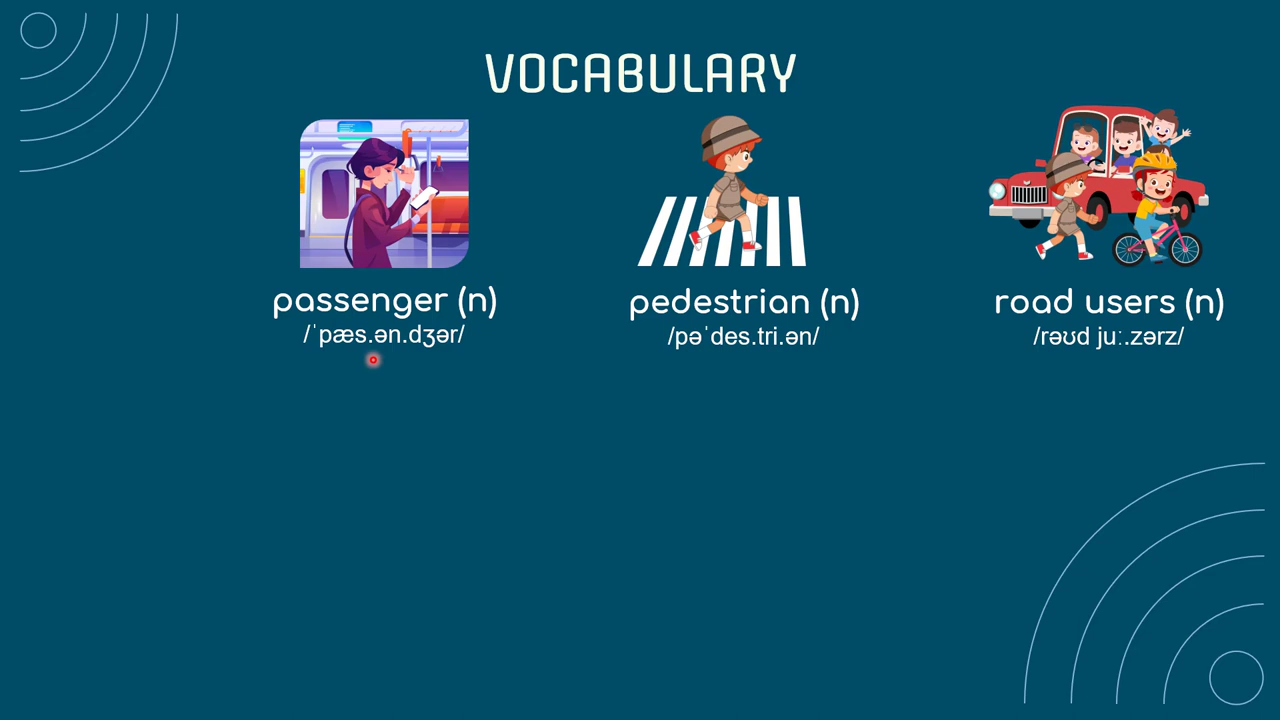 VOCABULARY
passenger (n)
/ˈpæs.ən.dʒər/
pedestrian (n)
/pəˈdes.tri.ən/
road users (n)
/rəʊd juː.zərz/